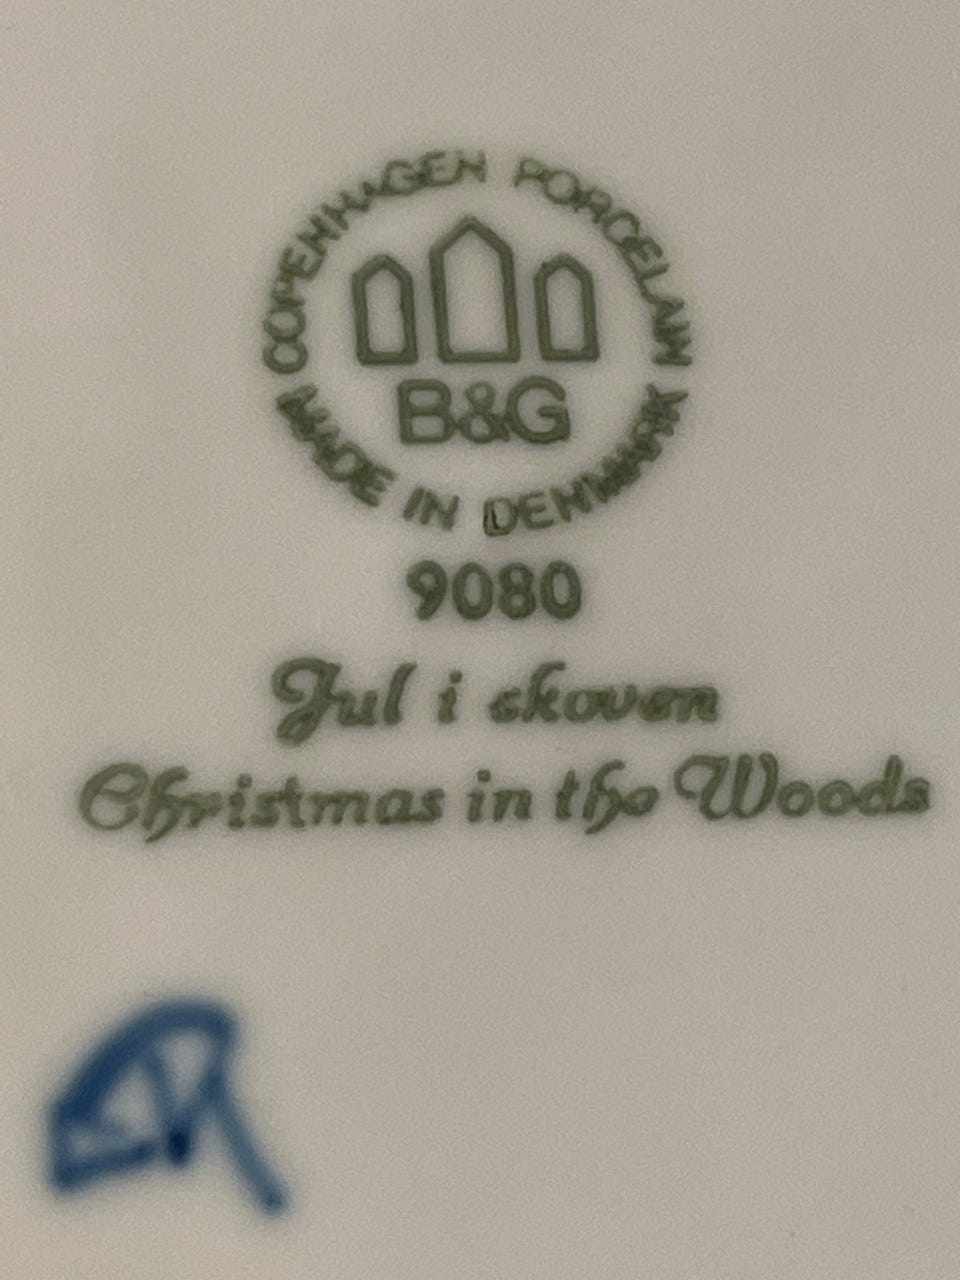 COPENHAGEN PORCELAIN
B&G
MADE IN DENMARK
9080
Jul i skoven
Christmas in the Woods